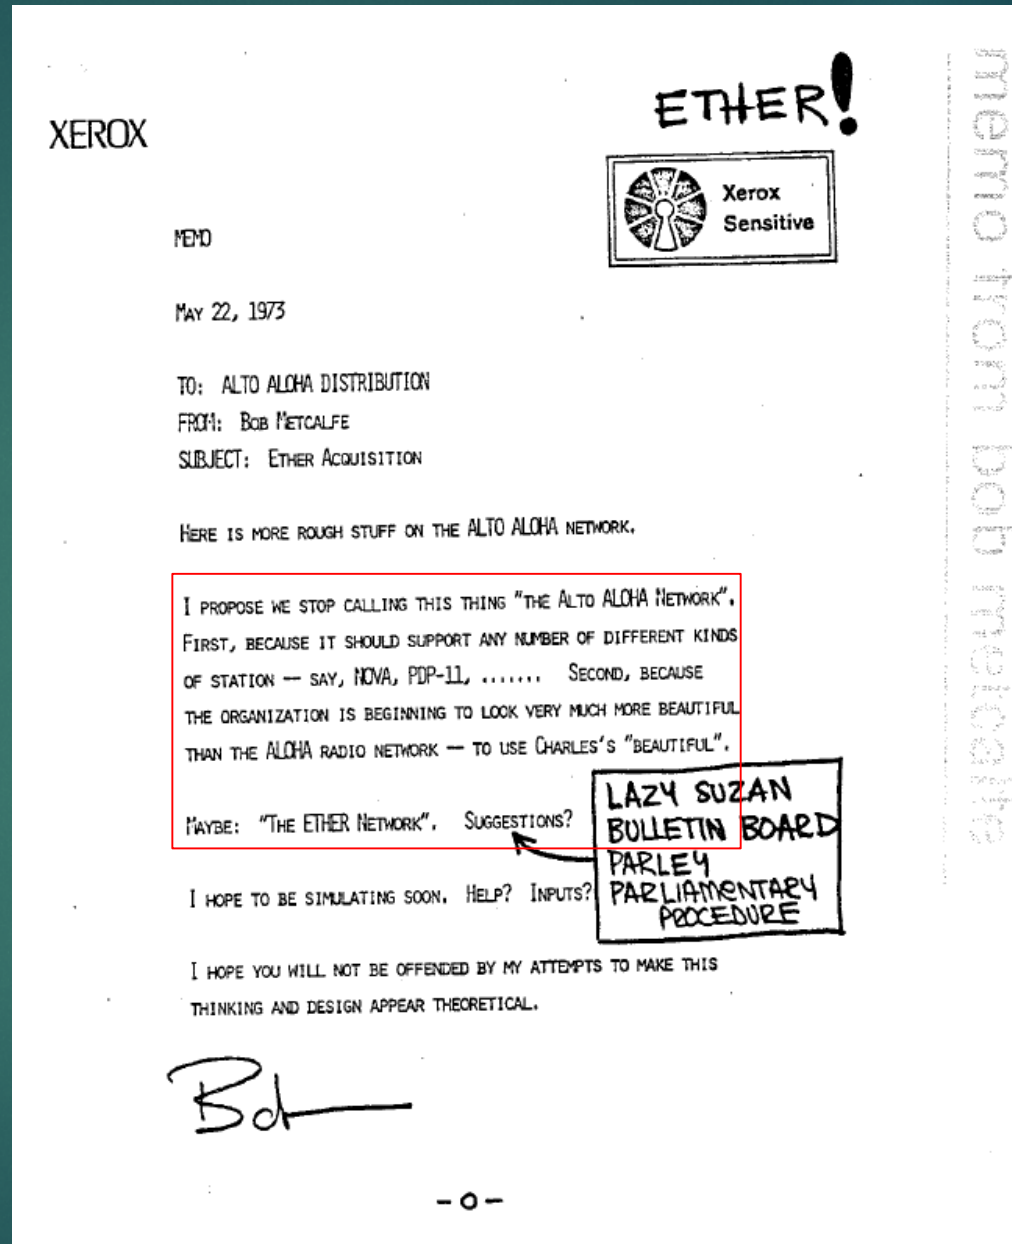 ETHER!
XEROX
Xerox
Sensitive
MEMO
MAY 22, 1973
TO: ALTO ALOHA DISTRIBUTION
FROM: BOB METCALFE
SUBJECT: ETHER ACQUISITION
HERE IS MORE ROUGH STUFF ON THE ALTO ALOHA NETWORK.
I PROPOSE WE STOP CALLING THIS THING "THE ALTO ALOHA NETWORK".
FIRST, BECAUSE IT SHOULD SUPPORT ANY NUMBER OF DIFFERENT KINDS
OF STATION -- SAY, NOVA, PDP-11, ....... SECOND, BECAUSE
THE ORGANIZATION IS BEGINNING TO LOOK VERY MUCH MORE BEAUTIFUL
THAN THE ALOHA RADIO NETWORK -- TO USE CHARLES'S "BEAUTIFUL".
MAYBE: "THE ETHER NETWORK". SUGGESTIONS?
LAZY SUZAN
BULLETIN BOARD
PARLEY
PARLIAMENTARY
PROCEDURE
I HOPE TO BE SIMULATING SOON. HELP? INPUTS?
I HOPE YOU WILL NOT BE OFFENDED BY MY ATTEMPTS TO MAKE THIS
THINKING AND DESIGN APPEAR THEORETICAL.
Bob
-0-
memo from bob metcalfe